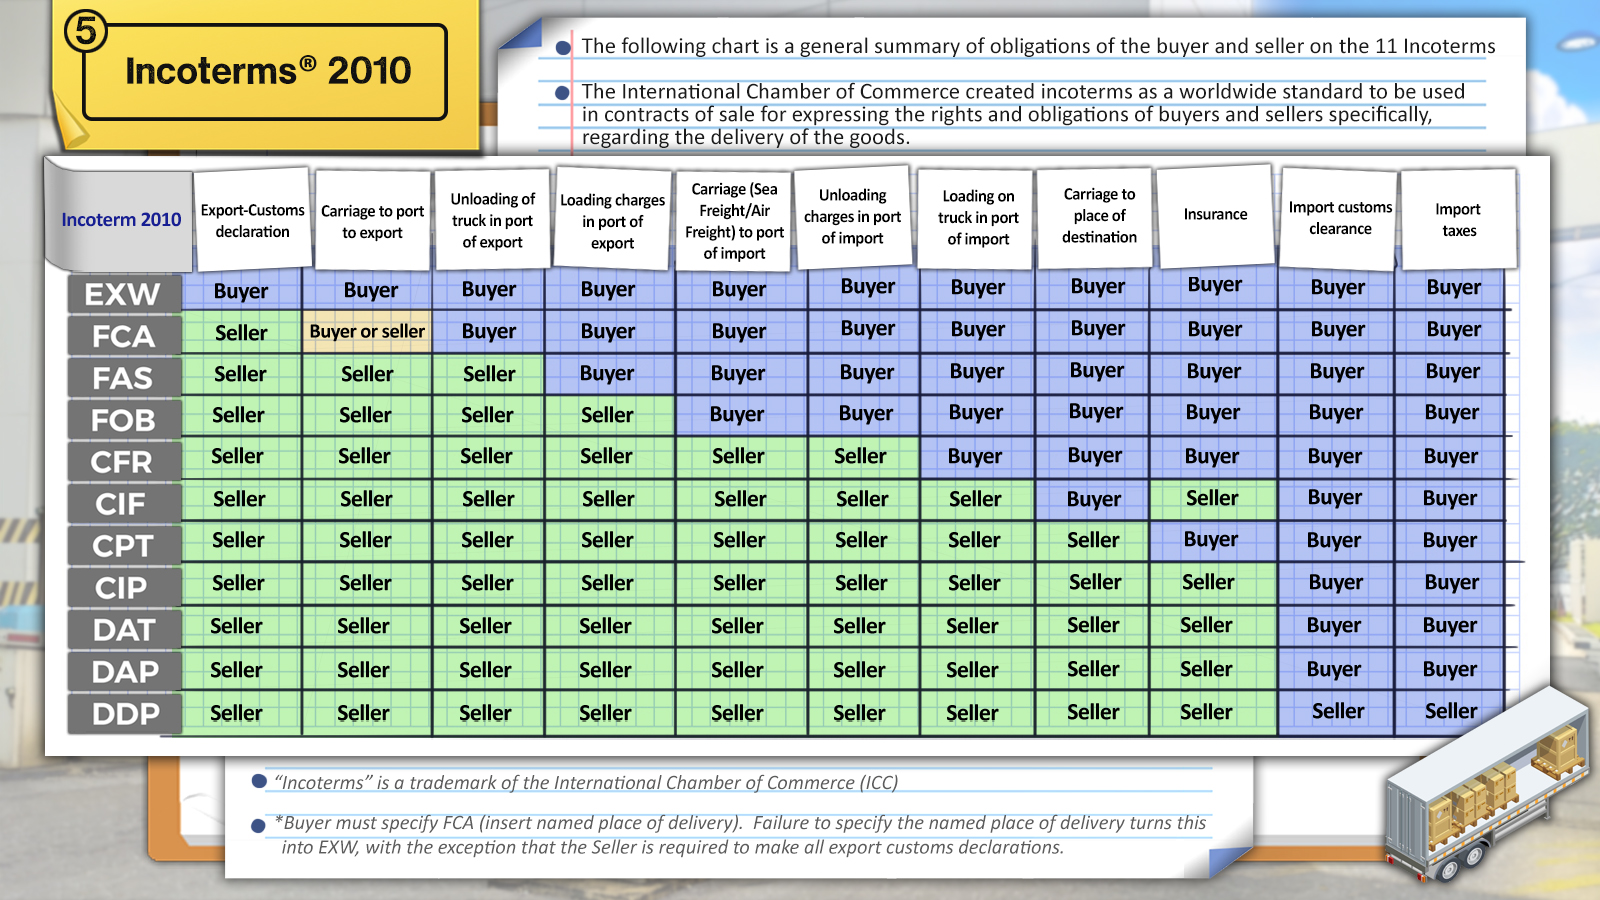 5
Incoterms® 2010
The following chart is a general summary of obligations of the buyer and seller on the 11 Incoterms
The International Chamber of Commerce created incoterms as a worldwide standard to be used
in contracts of sale for expressing the rights and obligations of buyers and sellers specifically,
regarding the delivery of the goods.
Incoterm 2010
Export-Customs
declaration
Carriage to port
to export
Unloading of
truck in port
of export
Loading charges
in port of
export
Carriage (Sea
Freight/Air
Freight) to port
of import
Unloading
charges in port
of import
Loading on
truck in port
of import
Carriage to
place of
destination
Insurance
Import customs
clearance
Import
taxes
EXW Buyer Buyer Buyer Buyer Buyer Buyer Buyer Buyer Buyer Buyer Buyer
FCA Seller Buyer or seller Buyer Buyer Buyer Buyer Buyer Buyer Buyer Buyer Buyer
FAS Seller Seller Seller Buyer Buyer Buyer Buyer Buyer Buyer Buyer Buyer
FOB Seller Seller Seller Seller Buyer Buyer Buyer Buyer Buyer Buyer Buyer
CFR Seller Seller Seller Seller Seller Seller Buyer Buyer Buyer Buyer Buyer
CIF Seller Seller Seller Seller Seller Seller Seller Buyer Seller Buyer Buyer
CPT Seller Seller Seller Seller Seller Seller Seller Seller Buyer Buyer Buyer
CIP Seller Seller Seller Seller Seller Seller Seller Seller Seller Buyer Buyer
DAT Seller Seller Seller Seller Seller Seller Seller Seller Seller Buyer Buyer
DAP Seller Seller Seller Seller Seller Seller Seller Seller Seller Buyer Buyer
DDP Seller Seller Seller Seller Seller Seller Seller Seller Seller Seller Seller
“Incoterms” is a trademark of the International Chamber of Commerce (ICC)
*Buyer must specify FCA (insert named place of delivery). Failure to specify the named place of delivery turns this
into EXW, with the exception that the Seller is required to make all export customs declarations.